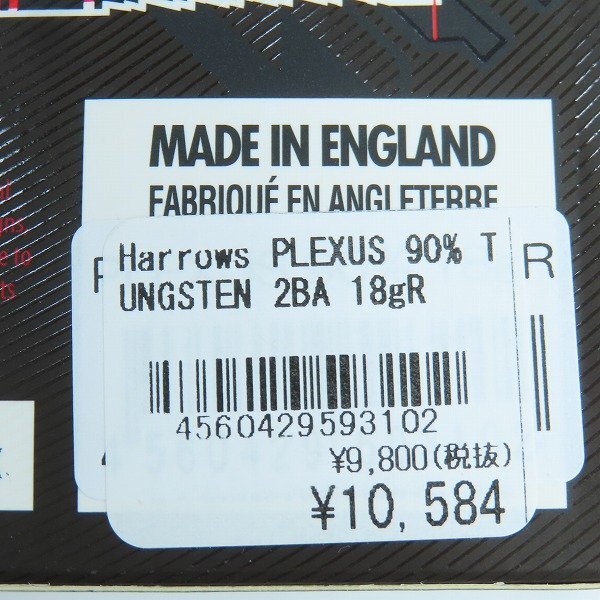 MADE IN ENGLAND
FABRIQUÉ EN ANGLETERRE
Harrows PLEXUS 90% T
UNGSTEN 2BA 18gR
R
4560429593102
¥9,800(税抜)
¥10,584